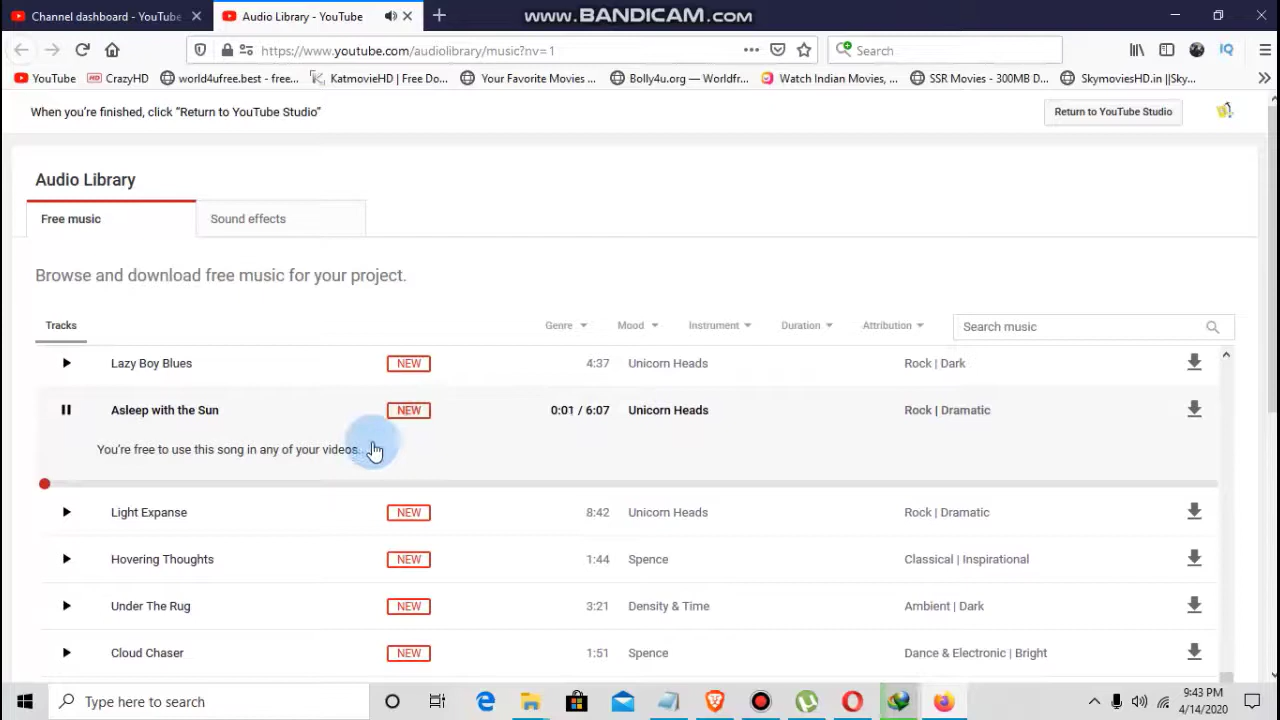 Channel dashboard - YouTube
Audio Library - YouTube
www.BANDICAM.com
https://www.youtube.com/audiolibrary/music?nv=1
Search
YouTube
CrazyHD
world4ufree.best - free...
KatmovieHD | Free Do...
Your Favorite Movies ...
Bolly4u.org — Worldfr...
Watch Indian Movies, ...
SSR Movies - 300MB D...
SkymoviesHD.in ||Sky...
When you're finished, click "Return to YouTube Studio"
Return to YouTube Studio
Audio Library
Free music
Sound effects
Browse and download free music for your project.
Tracks Genre Mood Instrument Duration Attribution Search music
Lazy Boy Blues NEW 4:37 Unicorn Heads Rock | Dark
Asleep with the Sun NEW 0:01 / 6:07 Unicorn Heads Rock | Dramatic
You're free to use this song in any of your videos.
Light Expanse NEW 8:42 Unicorn Heads Rock | Dramatic
Hovering Thoughts NEW 1:44 Spence Classical | Inspirational
Under The Rug NEW 3:21 Density & Time Ambient | Dark
Cloud Chaser NEW 1:51 Spence Dance & Electronic | Bright
Type here to search
9:43 PM
4/14/2020